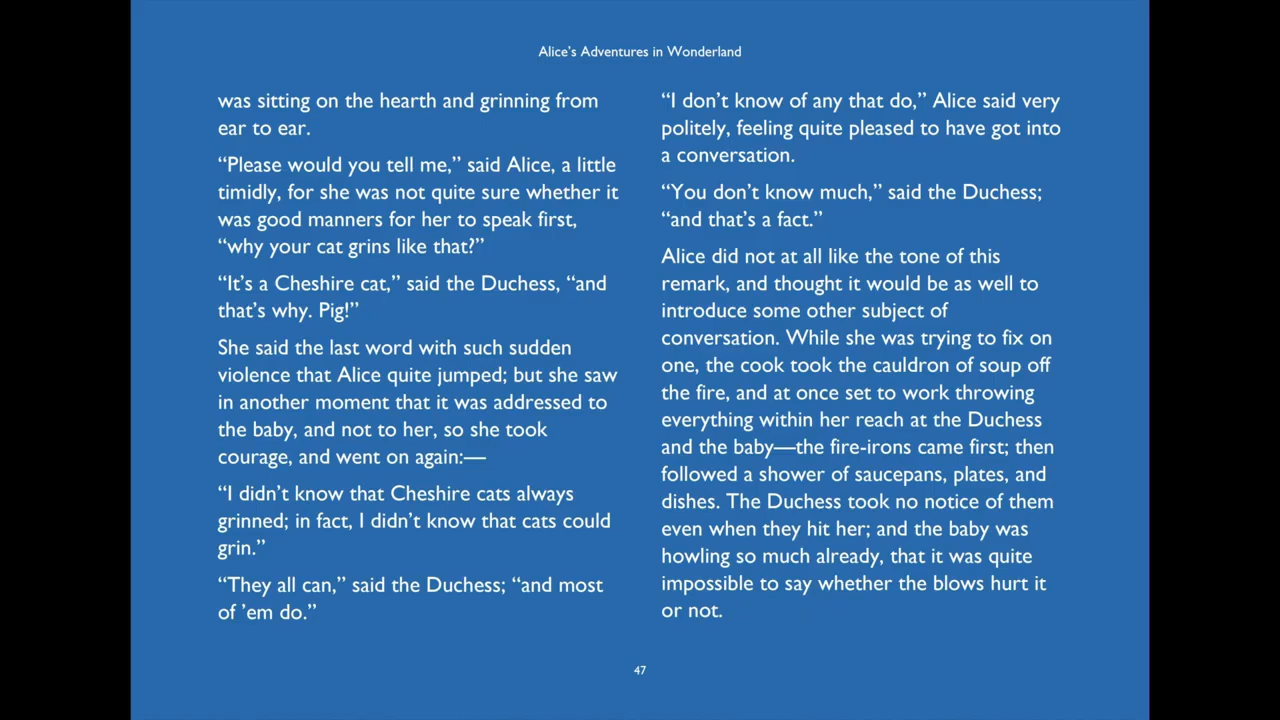 Alice’s Adventures in Wonderland
was sitting on the hearth and grinning from
ear to ear.
“Please would you tell me,” said Alice, a little
timidly, for she was not quite sure whether it
was good manners for her to speak first,
“why your cat grins like that?”
“It’s a Cheshire cat,” said the Duchess, “and
that’s why. Pig!”
She said the last word with such sudden
violence that Alice quite jumped; but she saw
in another moment that it was addressed to
the baby, and not to her, so she took
courage, and went on again:—
“I didn’t know that Cheshire cats always
grinned; in fact, I didn’t know that cats could
grin.”
“They all can,” said the Duchess; “and most
of ’em do.”
“I don’t know of any that do,” Alice said very
politely, feeling quite pleased to have got into
a conversation.
“You don’t know much,” said the Duchess;
“and that’s a fact.”
Alice did not at all like the tone of this
remark, and thought it would be as well to
introduce some other subject of
conversation. While she was trying to fix on
one, the cook took the cauldron of soup off
the fire, and at once set to work throwing
everything within her reach at the Duchess
and the baby—the fire-irons came first; then
followed a shower of saucepans, plates, and
dishes. The Duchess took no notice of them
even when they hit her; and the baby was
howling so much already, that it was quite
impossible to say whether the blows hurt it
or not.
47